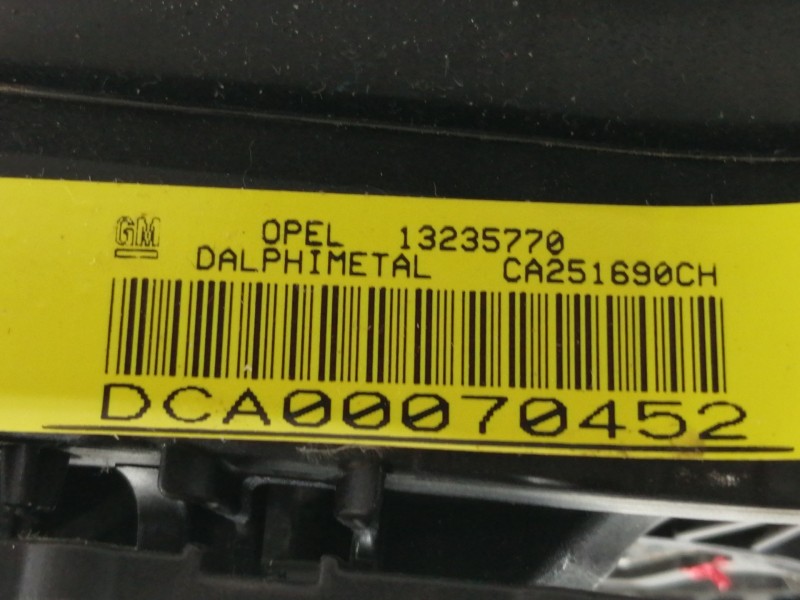 GM OPEL 13235770
DALPHIMETAL CA251690CH
DCA00070452